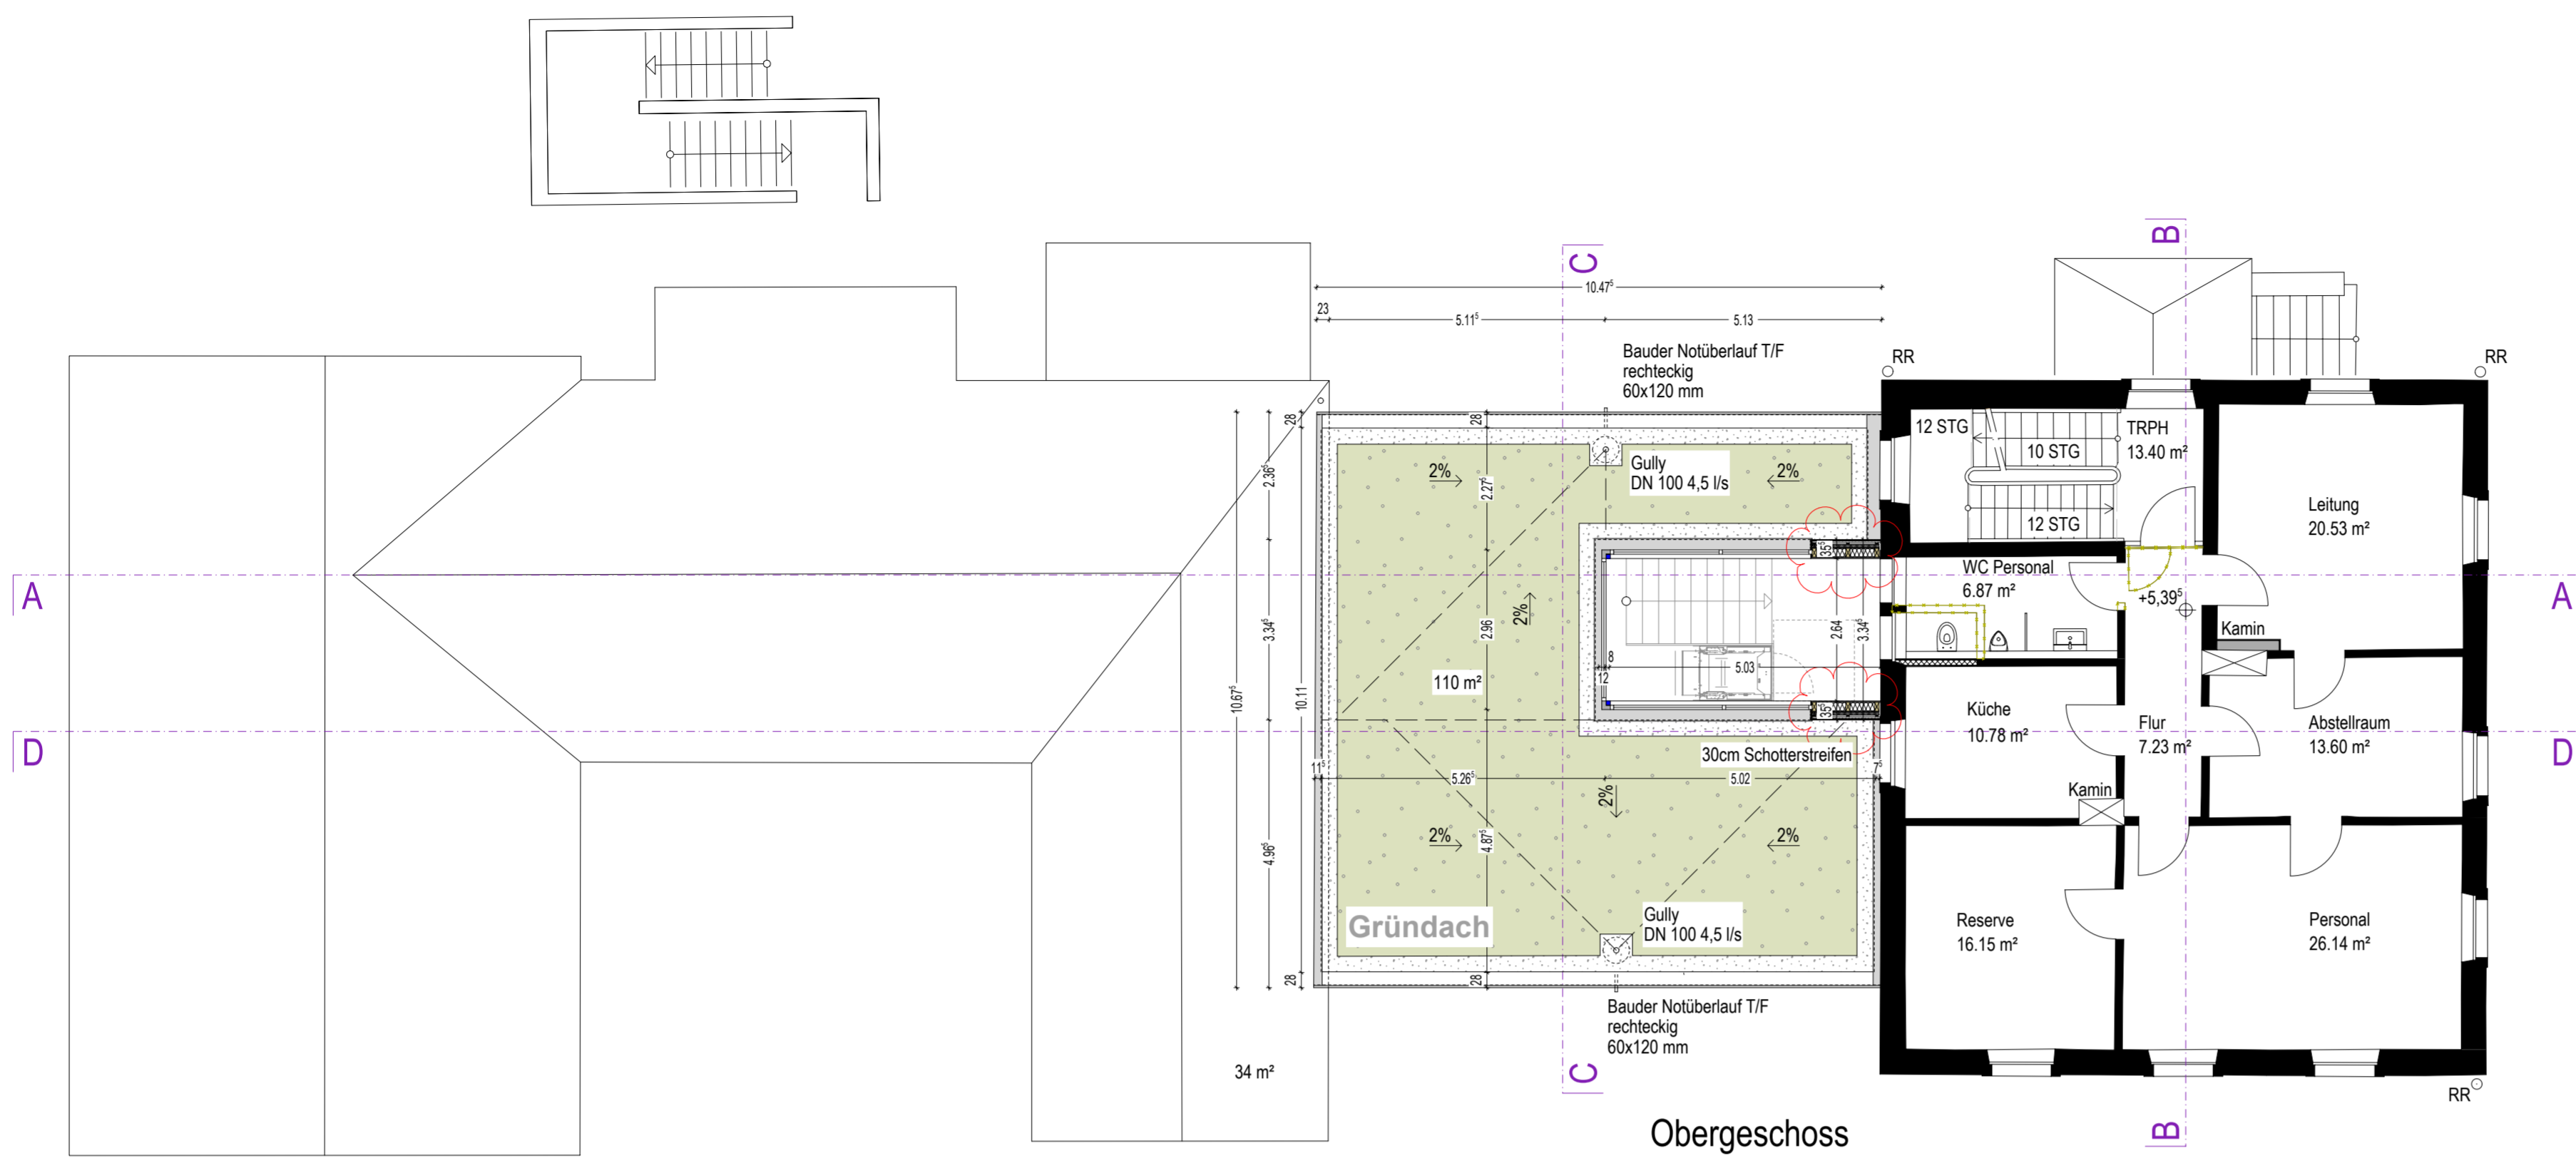 B
C
10.47⁵
23
5.11⁵
5.13
Bauder Notüberlauf T/F
rechteckig
60x120 mm
RR
RR
28
28
12 STG
10 STG
12 STG
TRPH
13.40 m²
2.36⁵
2.27⁵
2%
2%
Gully
DN 100 4,5 l/s
Leitung
20.53 m²
35⁵
WC Personal
6.87 m²
+5,39⁵
A
A
2%
3.34⁵
2.96
2.64
3.34⁵
Kamin
8
12
5.03
110 m²
10.67⁵
10.11
35⁵
Küche
10.78 m²
Flur
7.23 m²
Abstellraum
13.60 m²
D
D
30cm Schotterstreifen
11⁵
5.26⁵
5.02
7⁵
Kamin
2%
2%
2%
4.96⁵
4.87⁵
Gründach
Gully
DN 100 4,5 l/s
Reserve
16.15 m²
Personal
26.14 m²
28
28
Bauder Notüberlauf T/F
rechteckig
60x120 mm
34 m²
C
RR
B
Obergeschoss